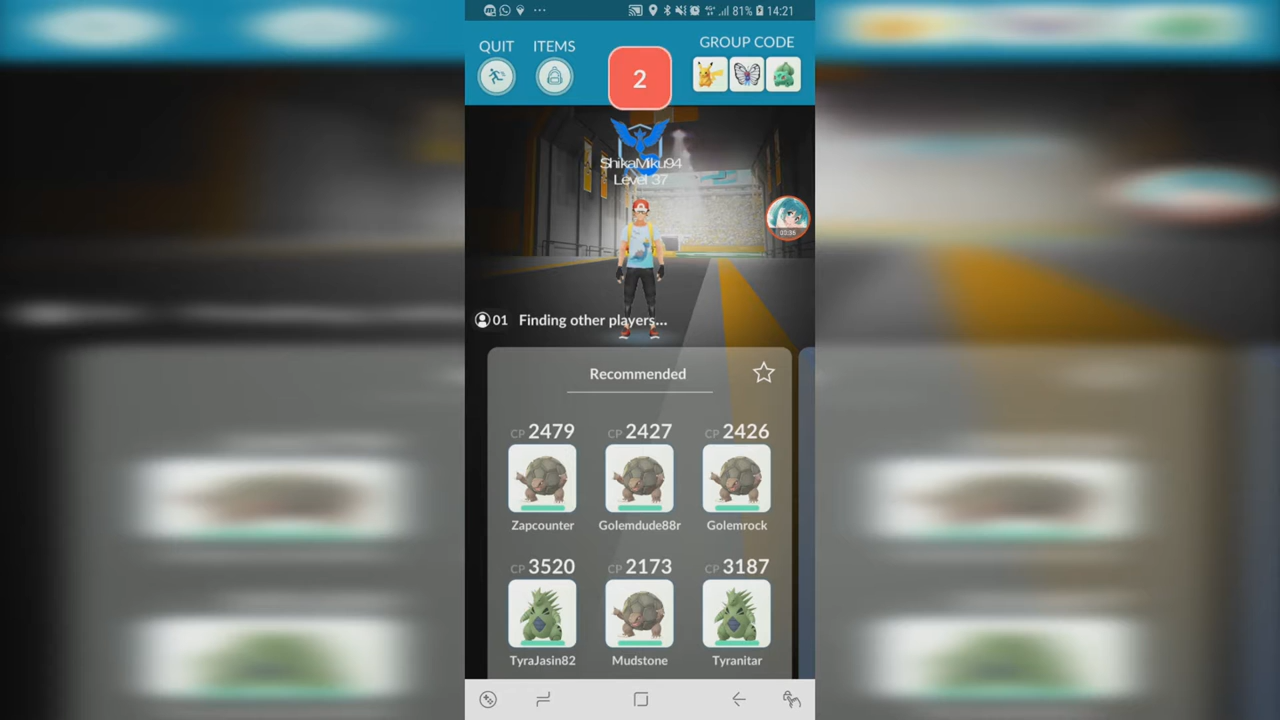 81% 14:21
QUIT ITEMS 2 GROUP CODE
ShikaMiku94
Level 37
03:36
01 Finding other players...
Recommended
CP 2479 CP 2427 CP 2426
Zapcounter Golemdude88r Golemrock
CP 3520 CP 2173 CP 3187
TyraJasin82 Mudstone Tyranitar